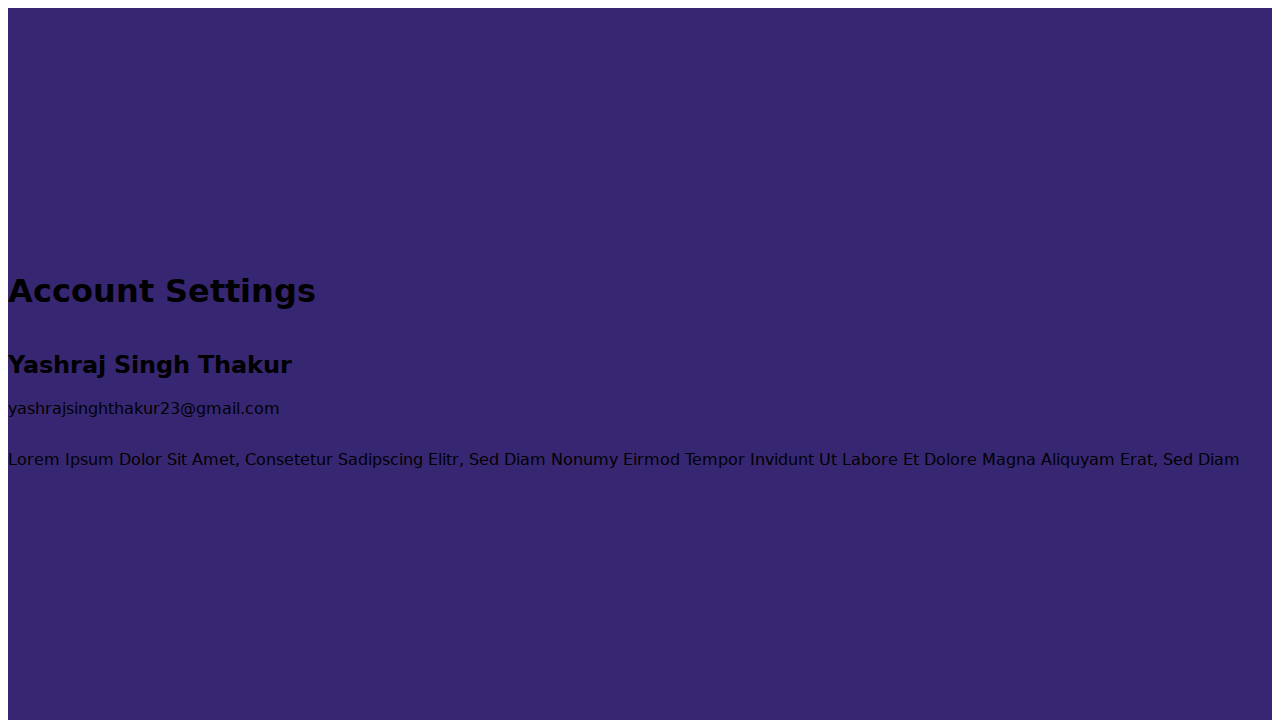 Account Settings
Yashraj Singh Thakur
yashrajsinghthakur23@gmail.com
Lorem Ipsum Dolor Sit Amet, Consetetur Sadipscing Elitr, Sed Diam Nonumy Eirmod Tempor Invidunt Ut Labore Et Dolore Magna Aliquyam Erat, Sed Diam